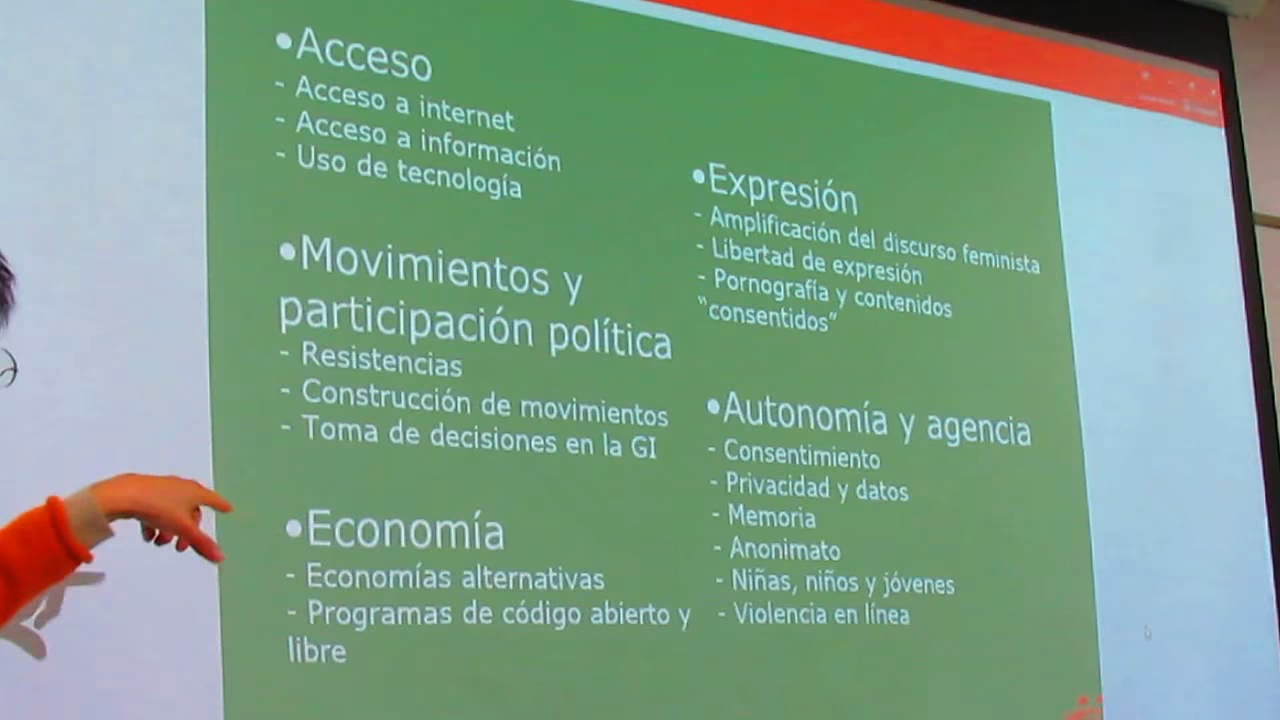 •Acceso
- Acceso a internet
- Acceso a información
- Uso de tecnología
•Movimientos y
participación política
- Resistencias
- Construcción de movimientos
- Toma de decisiones en la GI
•Economía
- Economías alternativas
- Programas de código abierto y
libre
•Expresión
- Amplificación del discurso feminista
- Libertad de expresión
- Pornografía y contenidos
“consentidos”
•Autonomía y agencia
- Consentimiento
- Privacidad y datos
- Memoria
- Anonimato
- Niñas, niños y jóvenes
- Violencia en línea